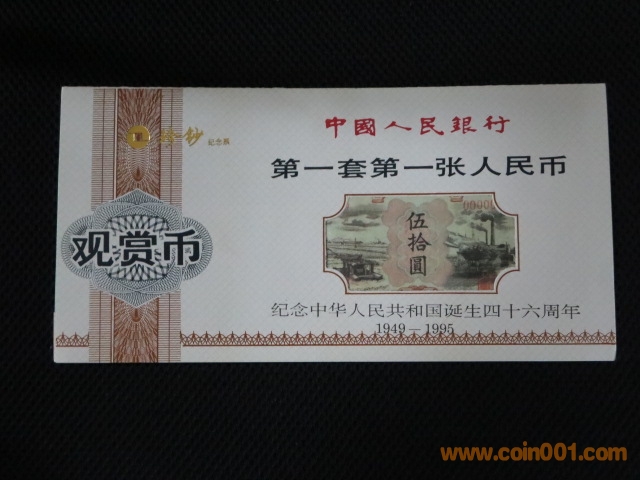 中國人民銀行
第一套第一张人民币
钞 纪念票
观赏币
伍拾圓
纪念中华人民共和国诞生四十六周年
1949-1995
www.coin001.com